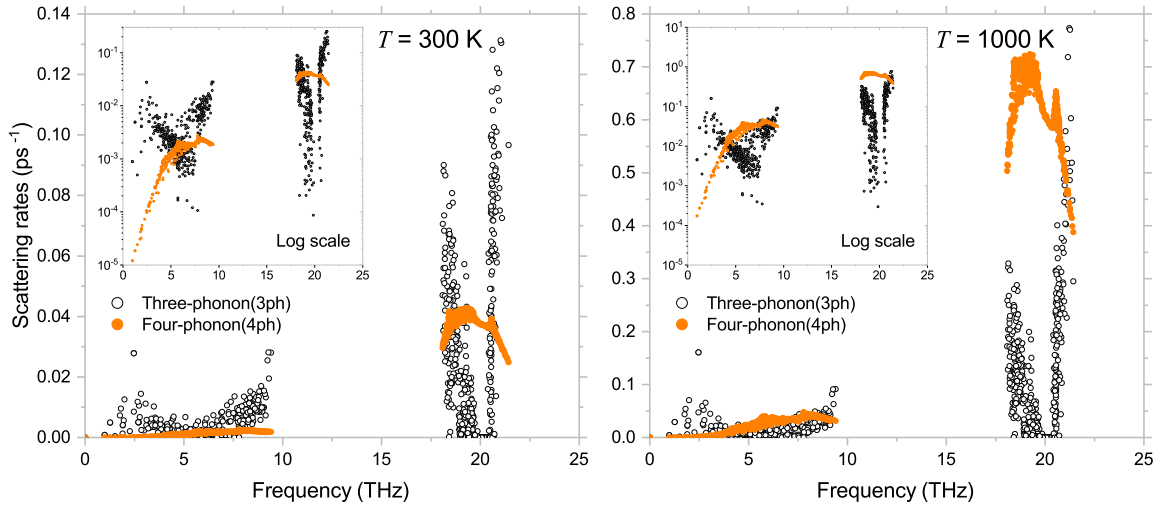 T = 300 K
T = 1000 K
Scattering rates (ps⁻¹)
0.14
0.12
0.10
0.08
0.06
0.04
0.02
0.00
0 5 10 15 20 25
Frequency (THz)
10⁻¹
10⁻²
10⁻³
10⁻⁴
10⁻⁵
0 5 10 15 20 25
Log scale
Three-phonon(3ph)
Four-phonon(4ph)
0.8
0.7
0.6
0.5
0.4
0.3
0.2
0.1
0.0
0 5 10 15 20 25
Frequency (THz)
10¹
10⁰
10⁻¹
10⁻²
10⁻³
10⁻⁴
10⁻⁵
0 5 10 15 20 25
Log scale
Three-phonon(3ph)
Four-phonon(4ph)